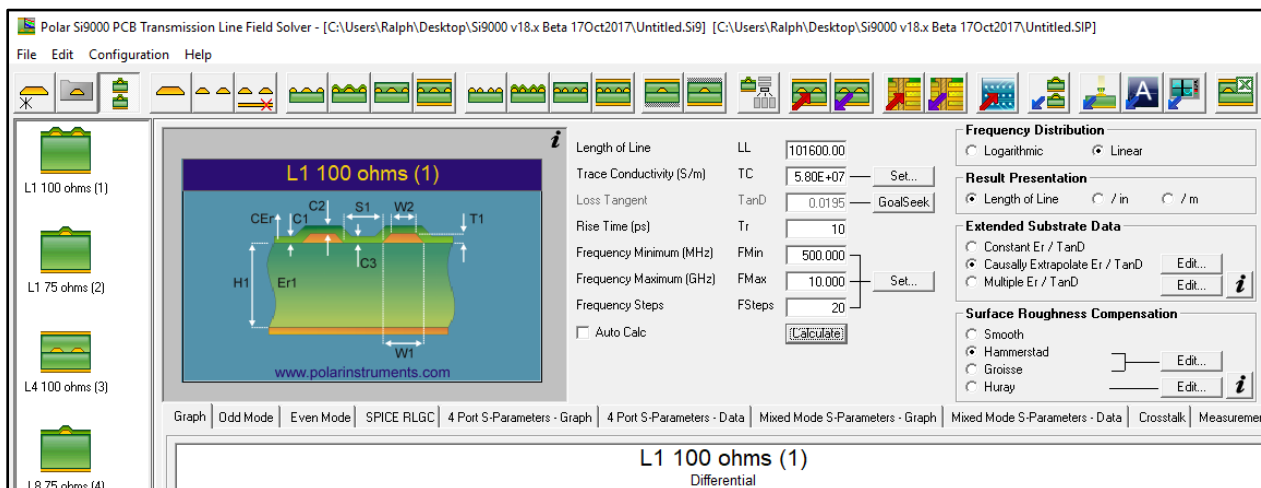 Polar Si9000 PCB Transmission Line Field Solver - [C:\Users\Ralph\Desktop\Si9000 v18.x Beta 17Oct2017\Untitled.Si9] [C:\Users\Ralph\Desktop\Si9000 v18.x Beta 17Oct2017\Untitled.SIP]
File Edit Configuration Help
A
L1 100 ohms (1)
L1 75 ohms (2)
L4 100 ohms (3)
L8 75 ohms (4)
i
L1 100 ohms (1)
CEr C1 C2 S1 W2 T1
C3
H1 Er1
W1
www.polarinstruments.com
Length of Line LL 101600.00
Trace Conductivity (S/m) TC 5.80E+07 Set...
Loss Tangent TanD 0.0195 GoalSeek
Rise Time (ps) Tr 10
Frequency Minimum (MHz) FMin 500.000
Frequency Maximum (GHz) FMax 10.000 Set...
Frequency Steps FSteps 20
Auto Calc Calculate
Frequency Distribution
Logarithmic Linear
Result Presentation
Length of Line / in / m
Extended Substrate Data
Constant Er / TanD
Causally Extrapolate Er / TanD Edit...
Multiple Er / TanD Edit... i
Surface Roughness Compensation
Smooth
Hammerstad
Groisse Edit...
Huray Edit... i
Graph Odd Mode Even Mode SPICE RLGC 4 Port S-Parameters - Graph 4 Port S-Parameters - Data Mixed Mode S-Parameters - Graph Mixed Mode S-Parameters - Data Crosstalk Measuremen
L1 100 ohms (1)
Differential